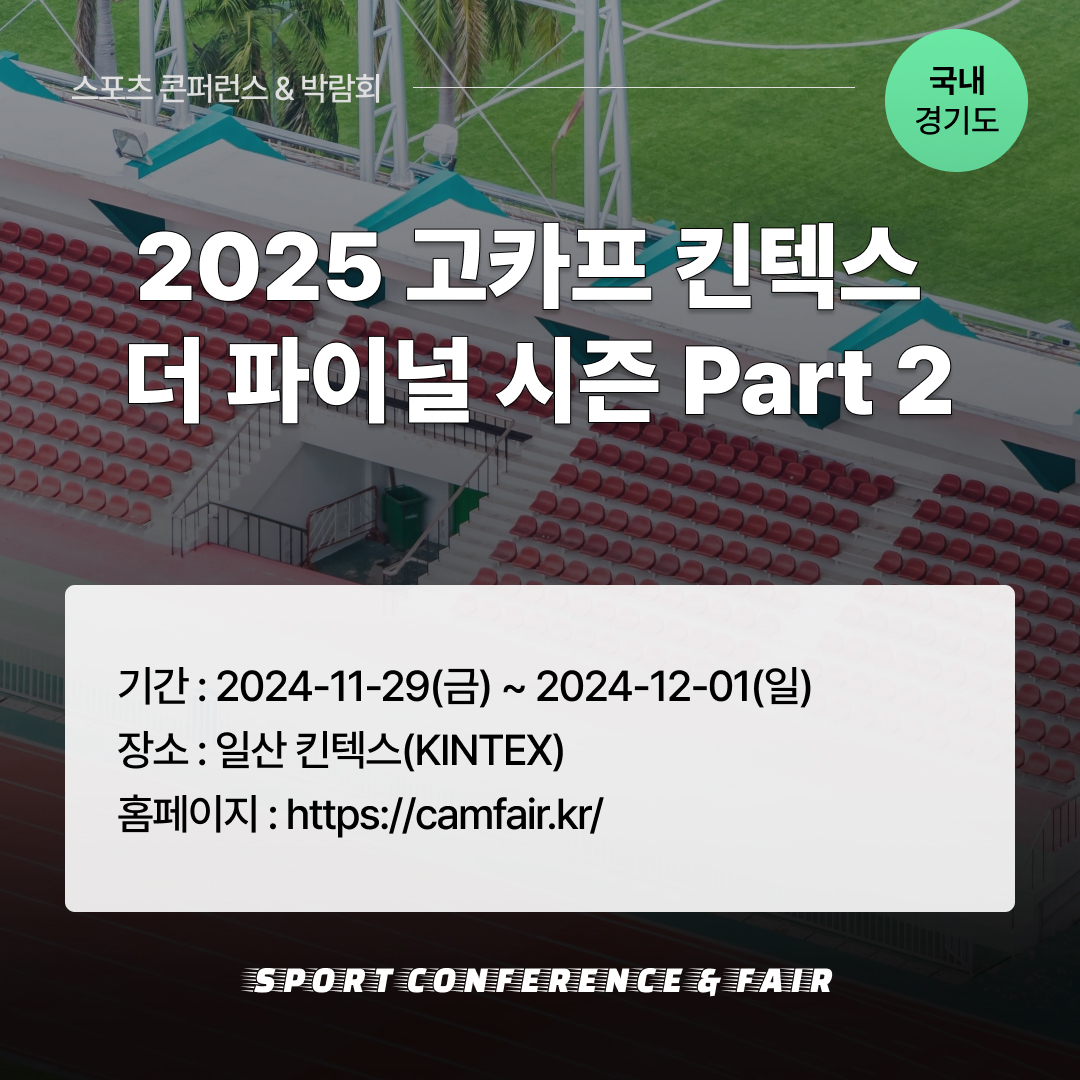 스포츠 콘퍼런스 & 박람회
국내
경기도
2025 고카프 킨텍스
더 파이널 시즌 Part 2
기간 : 2024-11-29(금) ~ 2024-12-01(일)
장소 : 일산 킨텍스(KINTEX)
홈페이지 : https://camfair.kr/
SPORT CONFERENCE & FAIR